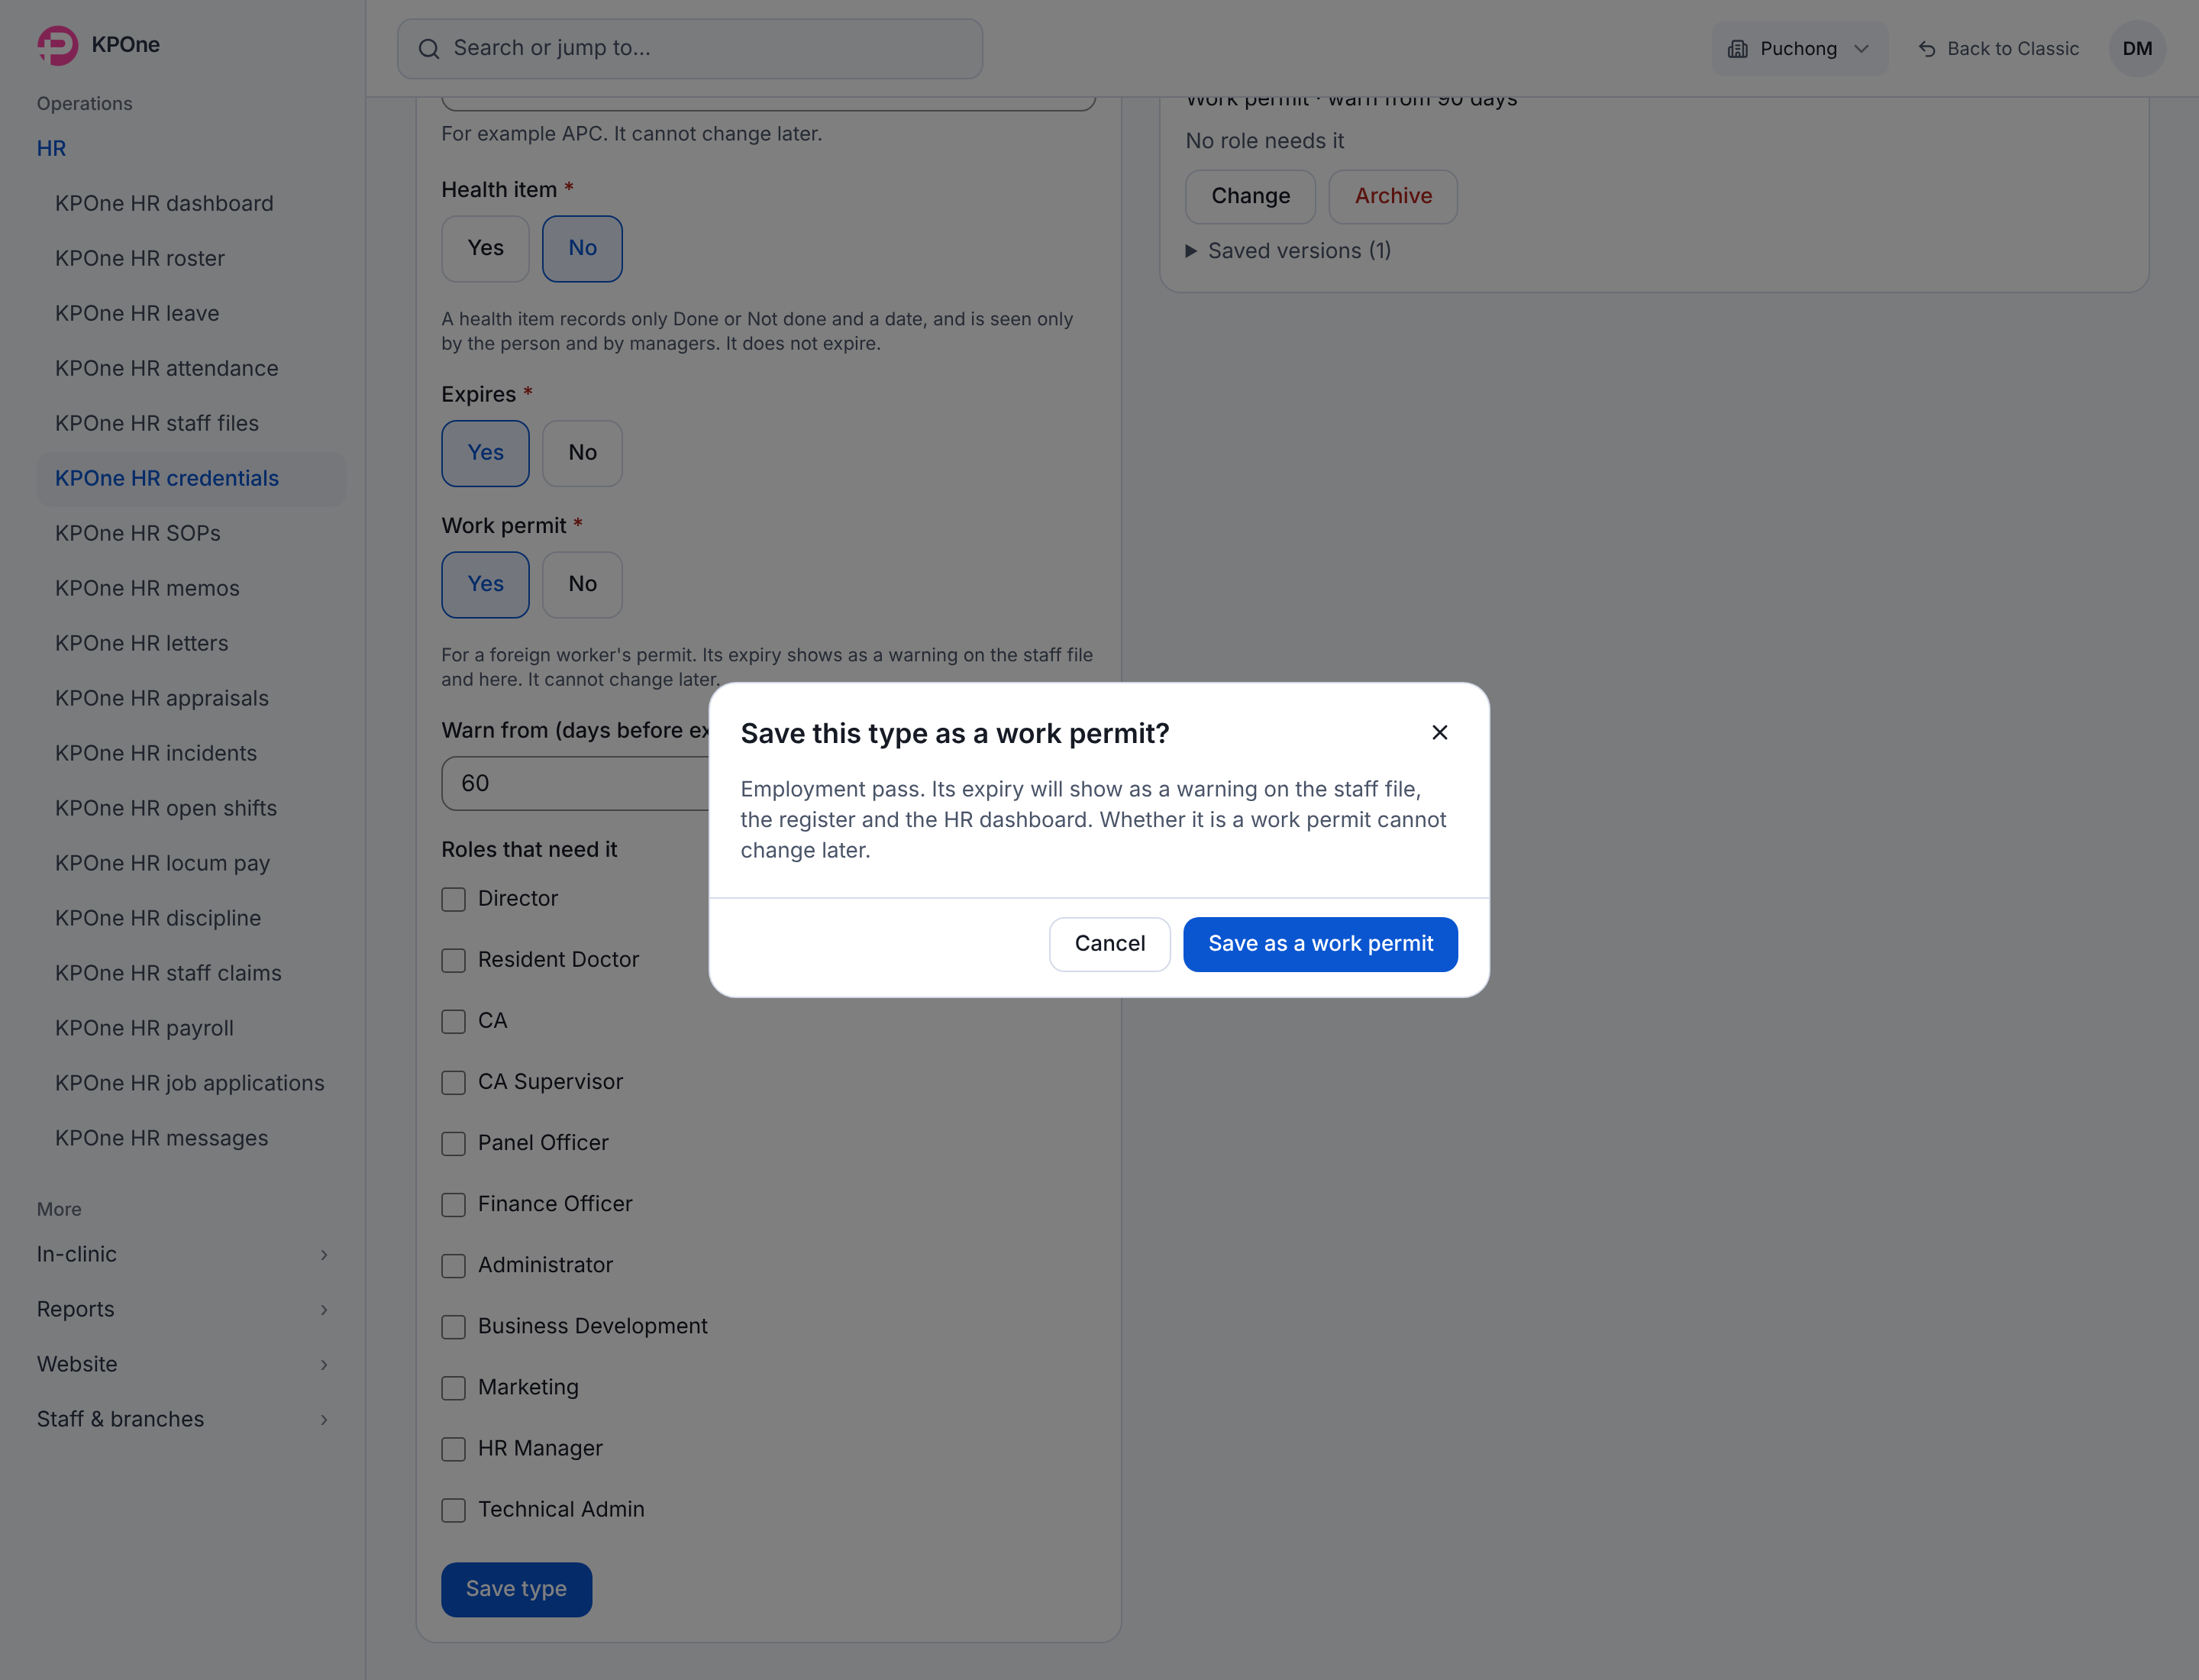 KPOne
Search or jump to...
Puchong
Back to Classic
DM
Operations
HR
KPOne HR dashboard
KPOne HR roster
KPOne HR leave
KPOne HR attendance
KPOne HR staff files
KPOne HR credentials
KPOne HR SOPs
KPOne HR memos
KPOne HR letters
KPOne HR appraisals
KPOne HR incidents
KPOne HR open shifts
KPOne HR locum pay
KPOne HR discipline
KPOne HR staff claims
KPOne HR payroll
KPOne HR job applications
KPOne HR messages
More
In-clinic
Reports
Website
Staff & branches
For example APC. It cannot change later.
Health item *
Yes
No
A health item records only Done or Not done and a date, and is seen only
by the person and by managers. It does not expire.
Expires *
Yes
No
Work permit *
Yes
No
For a foreign worker's permit. Its expiry shows as a warning on the staff file
and here. It cannot change later.
Warn from (days before ex
60
Roles that need it
Director
Resident Doctor
CA
CA Supervisor
Panel Officer
Finance Officer
Administrator
Business Development
Marketing
HR Manager
Technical Admin
Save type
Work permit · warn from 90 days
No role needs it
Change
Archive
Saved versions (1)
Save this type as a work permit?
Employment pass. Its expiry will show as a warning on the staff file,
the register and the HR dashboard. Whether it is a work permit cannot
change later.
Cancel
Save as a work permit